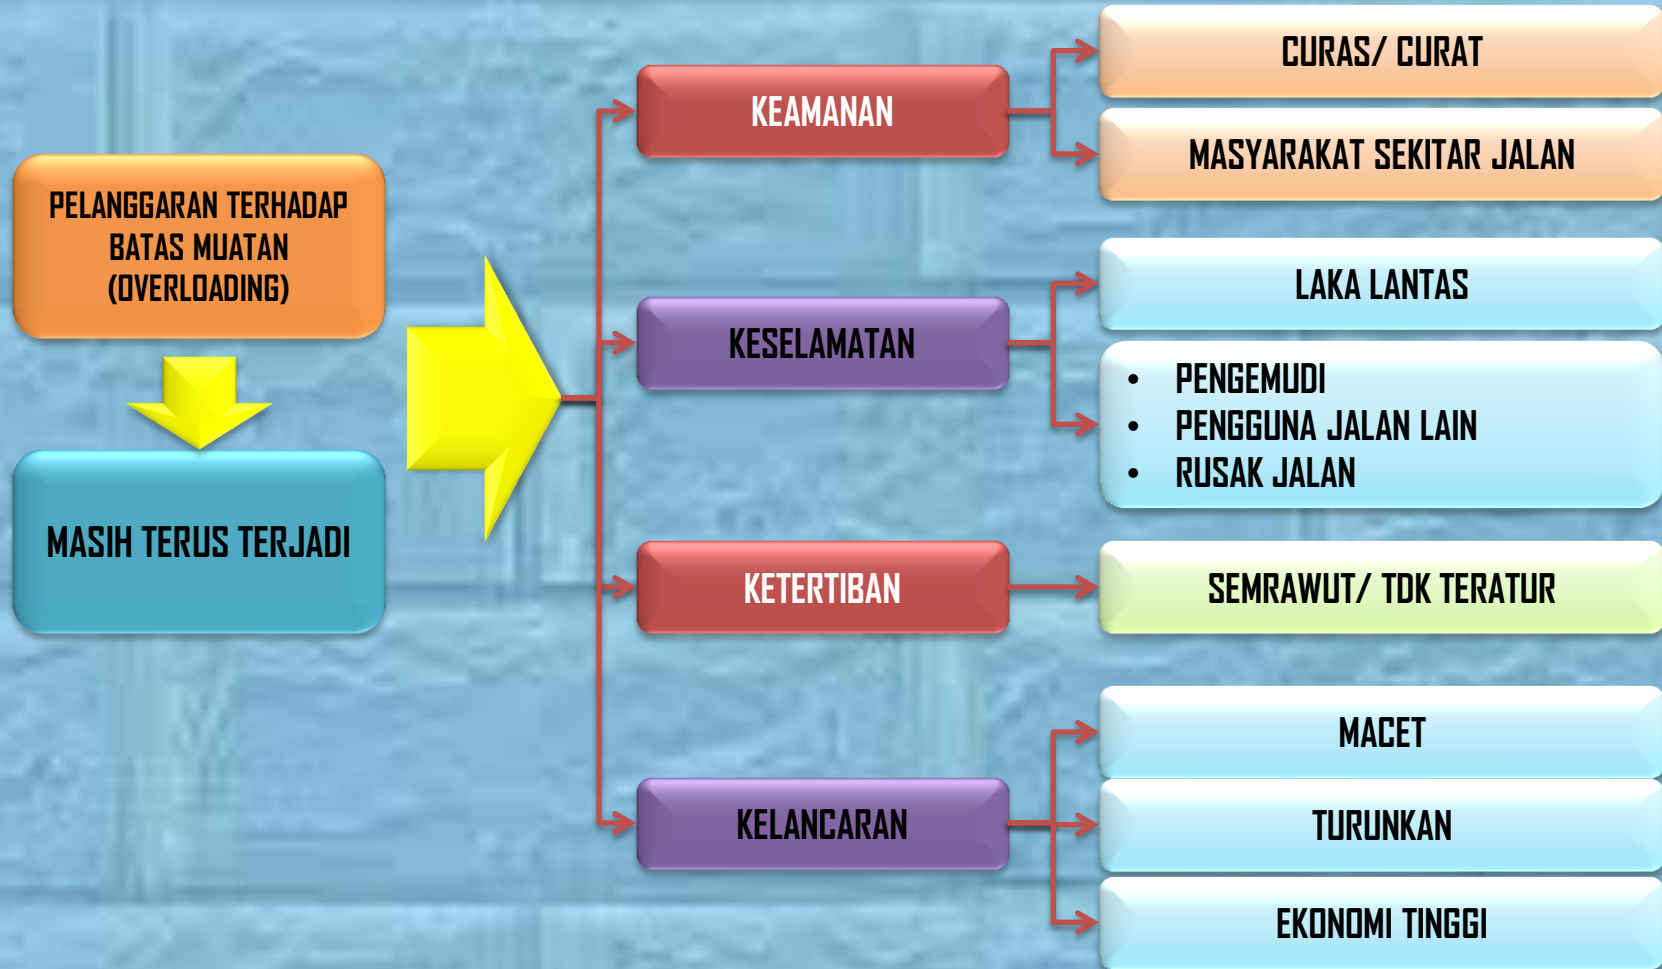 PELANGGARAN TERHADAP
BATAS MUATAN
(OVERLOADING)
MASIH TERUS TERJADI
KEAMANAN
CURAS/ CURAT
MASYARAKAT SEKITAR JALAN
KESELAMATAN
LAKA LANTAS
• PENGEMUDI
• PENGGUNA JALAN LAIN
• RUSAK JALAN
KETERTIBAN
SEMRAWUT/ TDK TERATUR
KELANCARAN
MACET
TURUNKAN
EKONOMI TINGGI